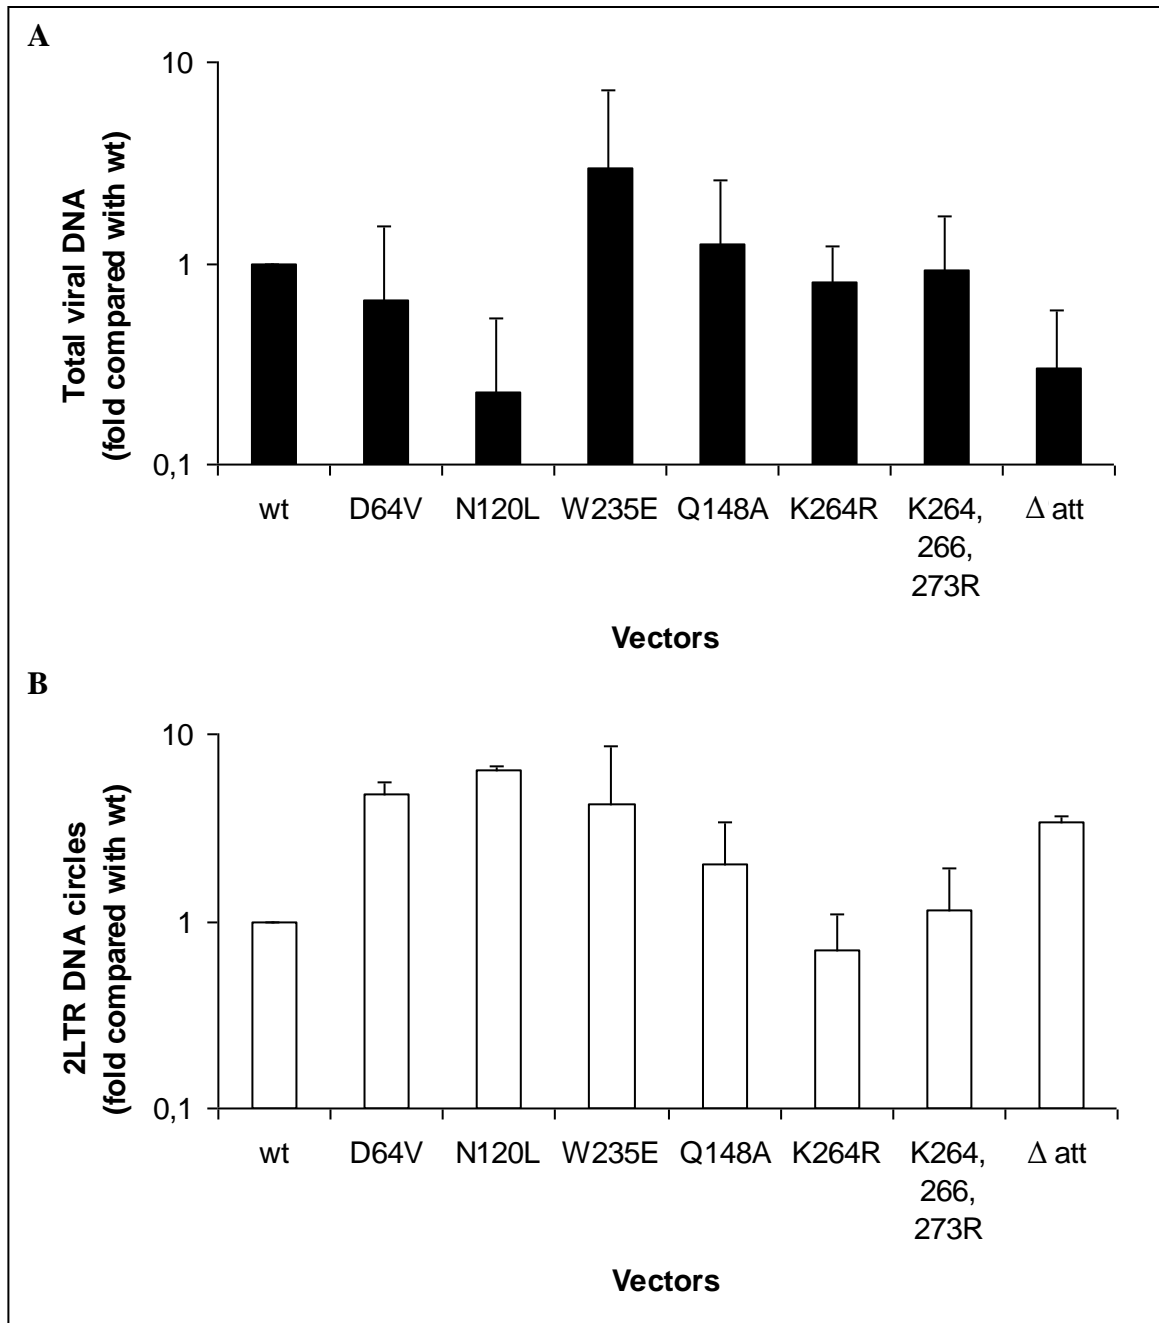 A
Total viral DNA
(fold compared with wt)
10
1
0,1
wt D64V N120L W235E Q148A K264R K264, Δ att
266,
273R
Vectors
B
2LTR DNA circles
(fold compared with wt)
10
1
0,1
wt D64V N120L W235E Q148A K264R K264, Δ att
266,
273R
Vectors